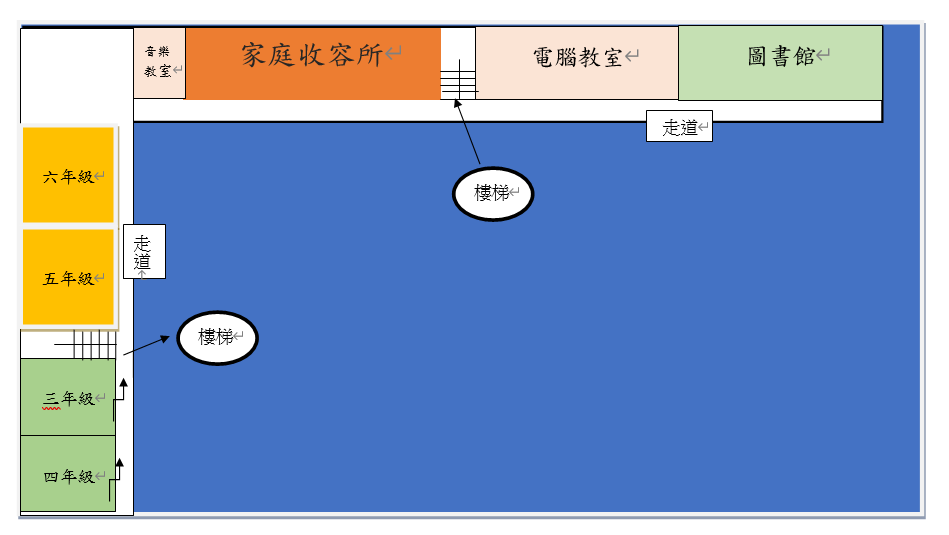 音樂
教室
家庭收容所
電腦教室
圖書館
走道
樓梯
六年級
走
道
五年級
樓梯
三年級
四年級